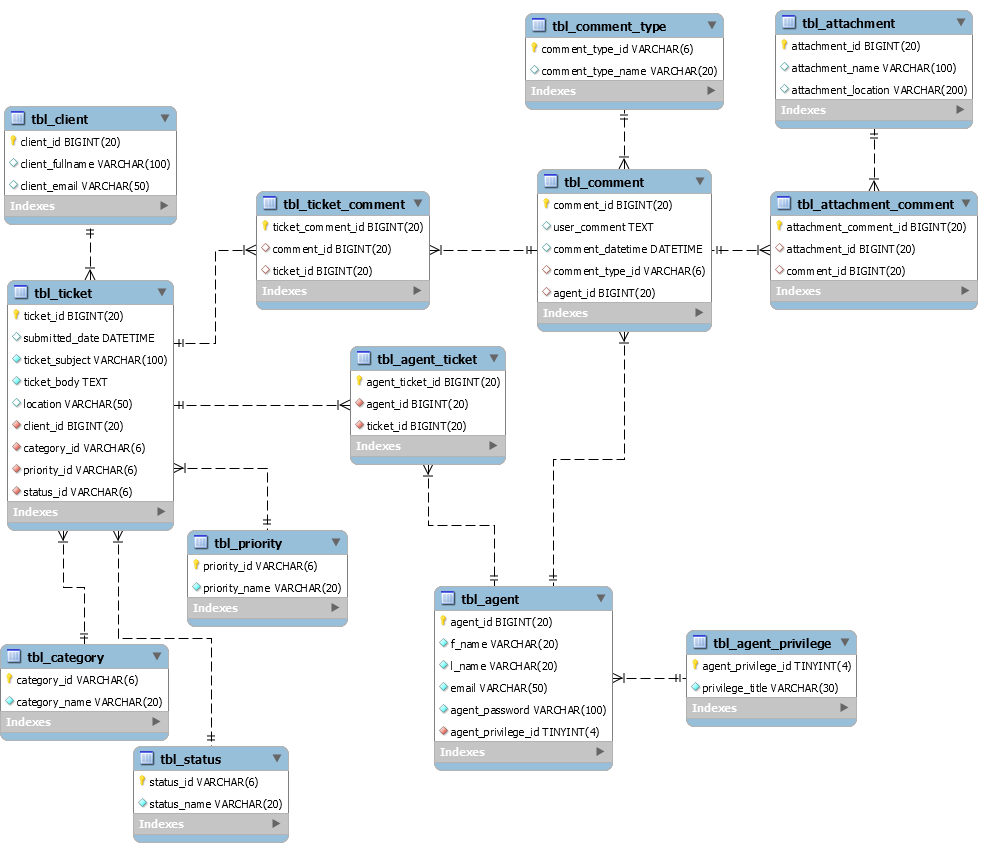 tbl_comment_type
comment_type_id VARCHAR(6)
comment_type_name VARCHAR(20)
Indexes
tbl_attachment
attachment_id BIGINT(20)
attachment_name VARCHAR(100)
attachment_location VARCHAR(200)
Indexes
tbl_client
client_id BIGINT(20)
client_fullname VARCHAR(100)
client_email VARCHAR(50)
Indexes
tbl_ticket_comment
ticket_comment_id BIGINT(20)
comment_id BIGINT(20)
ticket_id BIGINT(20)
Indexes
tbl_comment
comment_id BIGINT(20)
user_comment TEXT
comment_datetime DATETIME
comment_type_id VARCHAR(6)
agent_id BIGINT(20)
Indexes
tbl_attachment_comment
attachment_comment_id BIGINT(20)
attachment_id BIGINT(20)
comment_id BIGINT(20)
Indexes
tbl_ticket
ticket_id BIGINT(20)
submitted_date DATETIME
ticket_subject VARCHAR(100)
ticket_body TEXT
location VARCHAR(50)
client_id BIGINT(20)
category_id VARCHAR(6)
priority_id VARCHAR(6)
status_id VARCHAR(6)
Indexes
tbl_agent_ticket
agent_ticket_id BIGINT(20)
agent_id BIGINT(20)
ticket_id BIGINT(20)
Indexes
tbl_priority
priority_id VARCHAR(6)
priority_name VARCHAR(20)
Indexes
tbl_agent
agent_id BIGINT(20)
f_name VARCHAR(20)
l_name VARCHAR(20)
email VARCHAR(50)
agent_password VARCHAR(100)
agent_privilege_id TINYINT(4)
Indexes
tbl_agent_privilege
agent_privilege_id TINYINT(4)
privilege_title VARCHAR(30)
Indexes
tbl_category
category_id VARCHAR(6)
category_name VARCHAR(20)
Indexes
tbl_status
status_id VARCHAR(6)
status_name VARCHAR(20)
Indexes